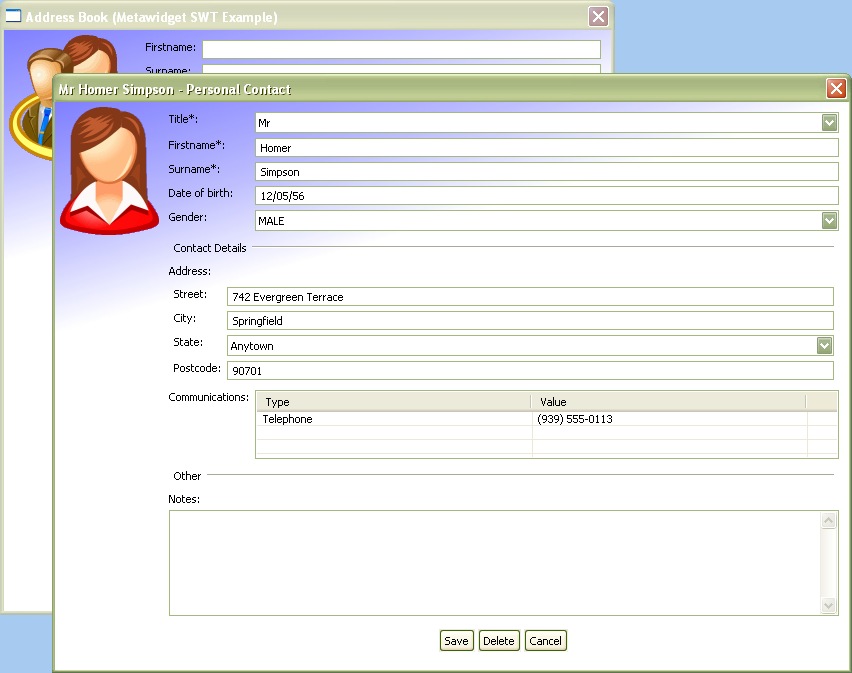 Address Book (Metawidget SWT Example)
Firstname:
Surname:
Mr Homer Simpson - Personal Contact
Title*: Mr
Firstname*: Homer
Surname*: Simpson
Date of birth: 12/05/56
Gender: MALE
Contact Details
Address:
Street: 742 Evergreen Terrace
City: Springfield
State: Anytown
Postcode: 90701
Communications: Type Value
Telephone (939) 555-0113
Other
Notes:
Save Delete Cancel